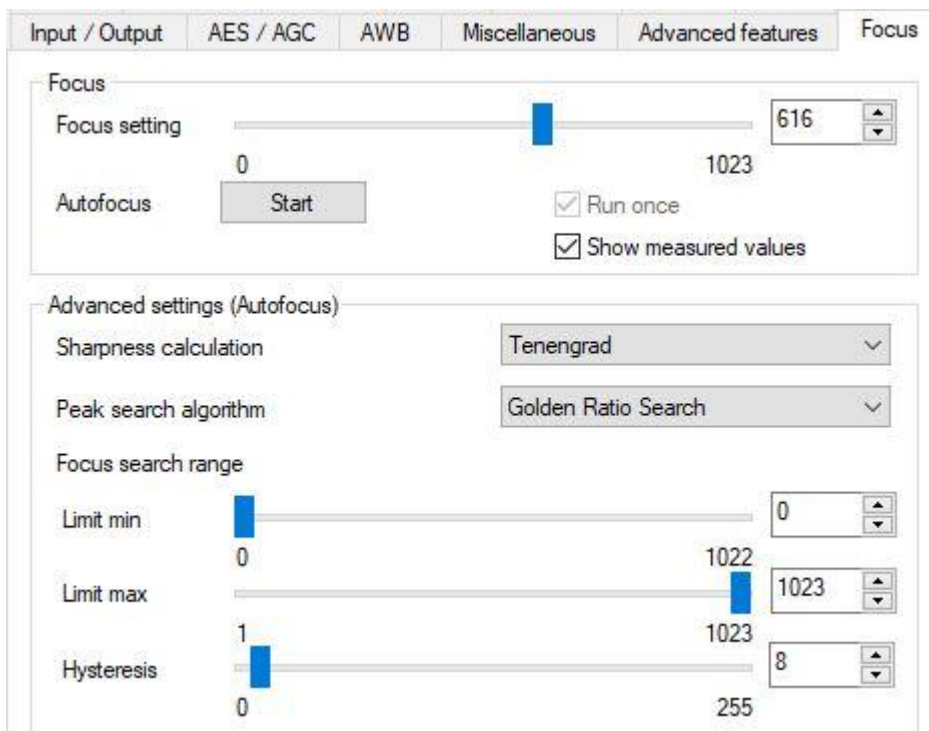 Input / Output AES / AGC AWB Miscellaneous Advanced features Focus
Focus
Focus setting 616
0 1023
Autofocus Start Run once
Show measured values
Advanced settings (Autofocus)
Sharpness calculation Tenengrad
Peak search algorithm Golden Ratio Search
Focus search range
Limit min 0
0 1022
Limit max 1023
1 1023
Hysteresis 8
0 255